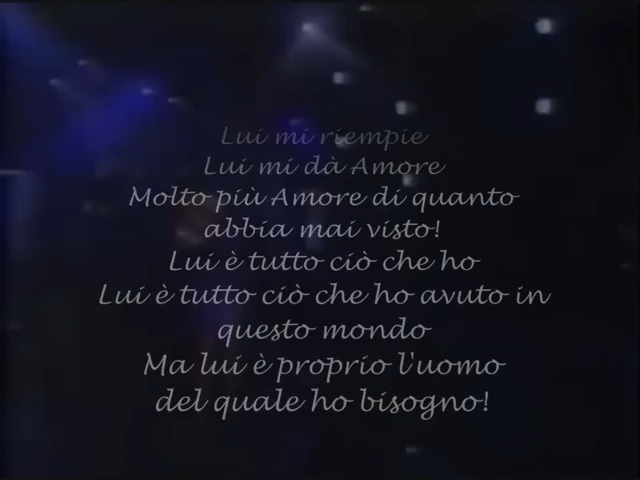 Lui mi riempie
Lui mi dà Amore
Molto più Amore di quanto
abbia mai visto!
Lui è tutto ciò che ho
Lui è tutto ciò che ho avuto in
questo mondo
Ma lui è proprio l'uomo
del quale ho bisogno!